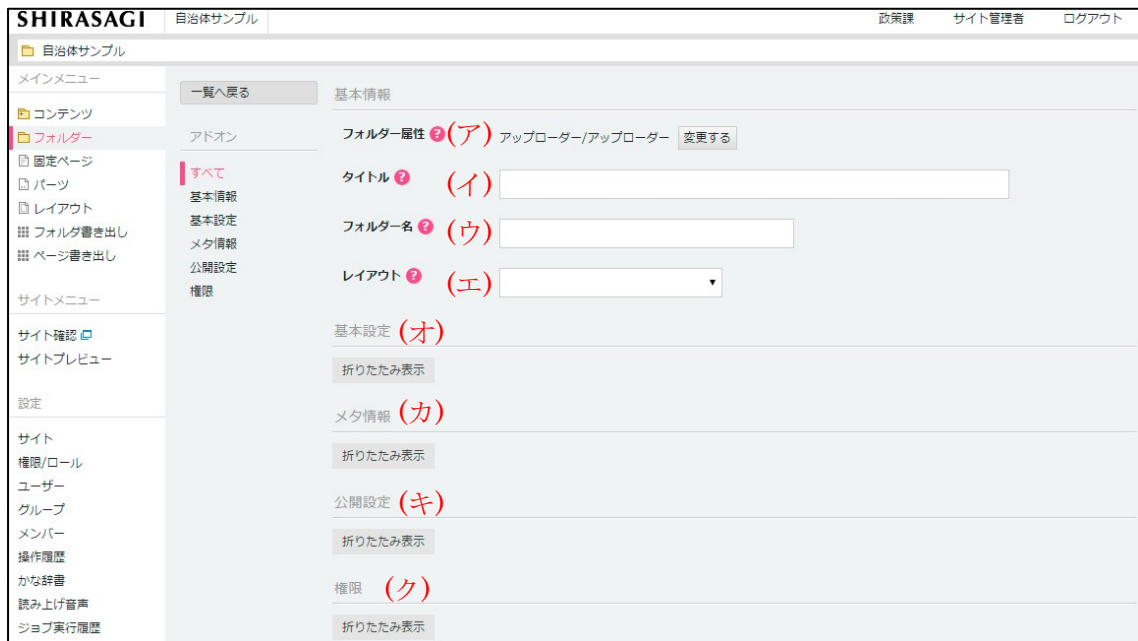 SHIRASAGI 自治体サンプル 政策課 サイト管理者 ログアウト
自治体サンプル
メインメニュー
コンテンツ
フォルダー
固定ページ
パーツ
レイアウト
フォルダ書き出し
ページ書き出し
サイトメニュー
サイト確認
サイトプレビュー
設定
サイト
権限/ロール
ユーザー
グループ
メンバー
操作履歴
かな辞書
読み上げ音声
ジョブ実行履歴
一覧へ戻る
アドオン
すべて
基本情報
基本設定
メタ情報
公開設定
権限
基本情報
フォルダー属性 ? (ア) アップローダー/アップローダー 変更する
タイトル ? (イ)
フォルダー名 ? (ウ)
レイアウト ? (エ)
基本設定 (オ)
折りたたみ表示
メタ情報 (カ)
折りたたみ表示
公開設定 (キ)
折りたたみ表示
権限 (ク)
折りたたみ表示